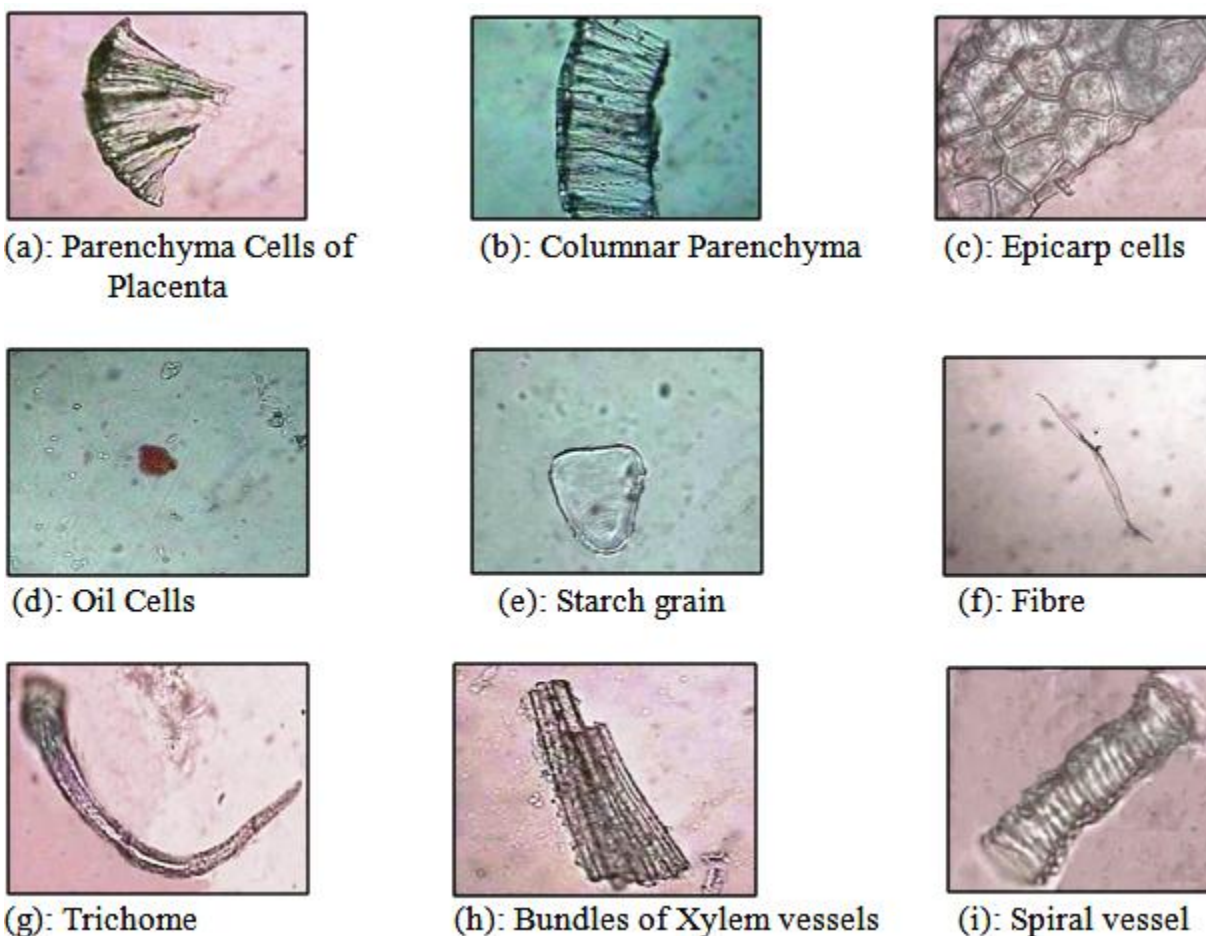 (a): Parenchyma Cells of
Placenta
(b): Columnar Parenchyma
(c): Epicarp cells
(d): Oil Cells
(e): Starch grain
(f): Fibre
(g): Trichome
(h): Bundles of Xylem vessels
(i): Spiral vessel